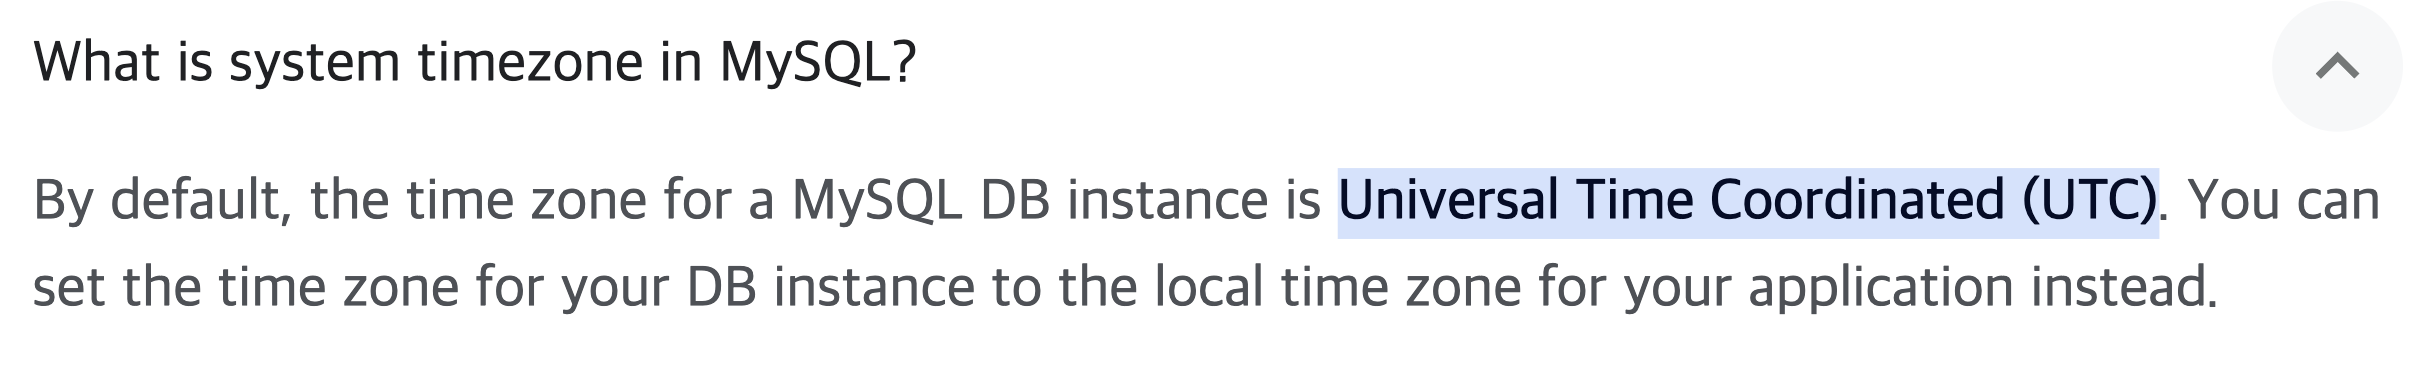 What is system timezone in MySQL?
By default, the time zone for a MySQL DB instance is Universal Time Coordinated (UTC). You can
set the time zone for your DB instance to the local time zone for your application instead.